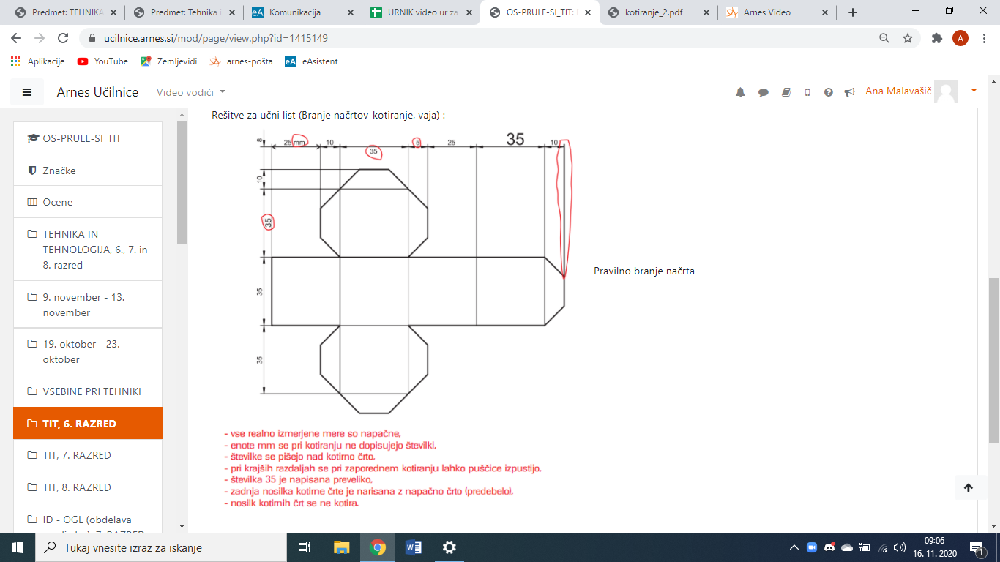 Predmet: TEHNIKA
Predmet: Tehnika i
Komunikacija
URNIK video ur za
OS-PRULE-SI_TIT:
kotiranje_2.pdf
Arnes Video
ucilnice.arnes.si/mod/page/view.php?id=1415149
A
Aplikacije
YouTube
Zemljevidi
arnes-pošta
eA eAsistent
Arnes Učilnice
Video vodiči
Ana Malavašič
OS-PRULE-SI_TIT
Značke
Ocene
TEHNIKA IN
TEHNOLOGIJA, 6., 7. in
8. razred
9. november - 13.
november
19. oktober - 23.
oktober
VSEBINE PRI TEHNIKI
TIT, 6. RAZRED
TIT, 7. RAZRED
TIT, 8. RAZRED
ID - OGL (obdelava
Rešitve za učni list (Branje načrtov-kotiranje, vaja) :
8
25 mm
10
35
5
25
35
10
10
35
35
35
Pravilno branje načrta
- vse realno izmerjene mere so napačne,
- enote mm se pri kotiranju ne dopisujejo številki,
- številke se pišejo nad kotirno črto,
- pri krajših razdaljah se pri zaporednem kotiranju lahko puščice izpustijo,
- številka 35 je napisana preveliko,
- zadnja nosilka kotirne črte je narisana z napačno črto (predebelo),
- nosilk kotirnih črt se ne kotira.
Tukaj vnesite izraz za iskanje
09:06
16. 11. 2020
1